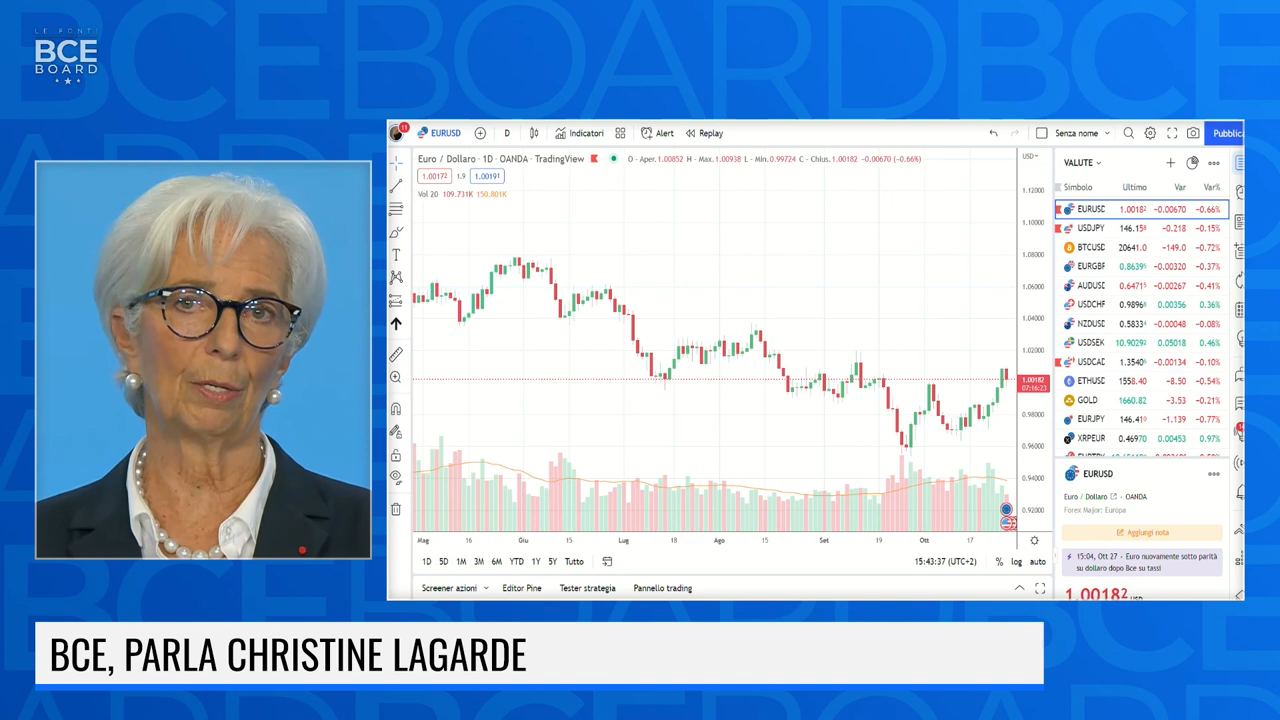 LE FONTI
BCE
BOARD
11
EURUSD
D
Indicatori
Alert
Replay
Senza nome
Pubblica
Euro / Dollaro · 1D · OANDA · TradingView
O - Aper. 1.00852 H - Max. 1.00938 L - Min. 0.99724 C - Chius. 1.00182 −0.00670 (−0.66%)
1.00172 1.9 1.00191
Vol 20 109.731K 150.801K
USD
1.12000
1.10000
1.08000
1.06000
1.04000
1.02000
1.00182
07:16:23
0.98000
0.96000
0.94000
0.92000
Mag 16 Giu 15 Lug 18 Ago 15 Set 19 Ott 17
1D 5D 1M 3M 6M YTD 1Y 5Y Tutto
15:43:37 (UTC+2) % log auto
Screener azioni Editor Pine Tester strategia Pannello trading
VALUTE
Simbolo Ultimo Var Var%
EURUSD 1.00182 −0.00670 −0.66%
USDJPY 146.158 −0.218 −0.15%
BTCUSD 20641.0 −149.0 −0.72%
EURGBP 0.86395 −0.00320 −0.37%
AUDUSD 0.64715 −0.00267 −0.41%
USDCHF 0.9896 0.00356 0.36%
NZDUSD 0.5833 −0.00048 −0.08%
USDSEK 10.90292 0.05018 0.46%
USDCAD 1.3540 −0.00134 −0.10%
ETHUSD 1558.40 −8.50 −0.54%
GOLD 1660.82 −3.53 −0.21%
EURJPY 146.41 −1.139 −0.77%
XRPEUR 0.46970 0.00453 0.97%
EURUSD
Euro / Dollaro · OANDA
Forex Major: Europa
Aggiungi nota
15:04, Ott 27 - Euro nuovamente sotto parità
su dollaro dopo Bce su tassi
1.00182 USD
BCE, PARLA CHRISTINE LAGARDE